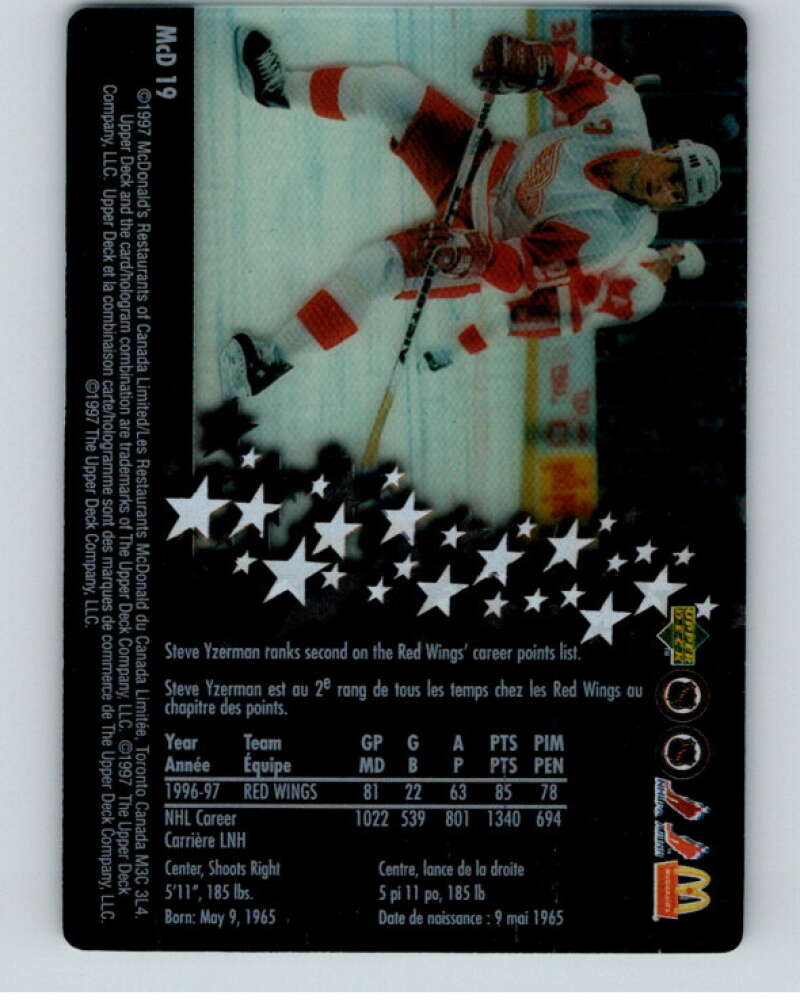 McD 19
Steve Yzerman ranks second on the Red Wings' career points list.
Steve Yzerman est au 2e rang de tous les temps chez les Red Wings au
chapitre des points.
Year Team GP G A PTS PIM
Année Équipe MD B P PTS PEN
1996-97 RED WINGS 81 22 63 85 78
NHL Career 1022 539 801 1340 694
Carrière LNH
Center, Shoots Right
5'11", 185 lbs.
Born: May 9, 1965
Centre, lance de la droite
5 pi 11 po, 185 lb
Date de naissance : 9 mai 1965
UPPER
DECK
McDonald's
©1997 McDonald's Restaurants of Canada Limited/Les Restaurants McDonald du Canada Limitée, Toronto Canada M3C 3L4.
Upper Deck and the card/hologram combination are trademarks of The Upper Deck Company, LLC. ©1997 The Upper Deck
Company, LLC. Upper Deck et la combinaison carte/hologramme sont des marques de commerce de The Upper Deck Company, LLC.
©1997 The Upper Deck Company, LLC.